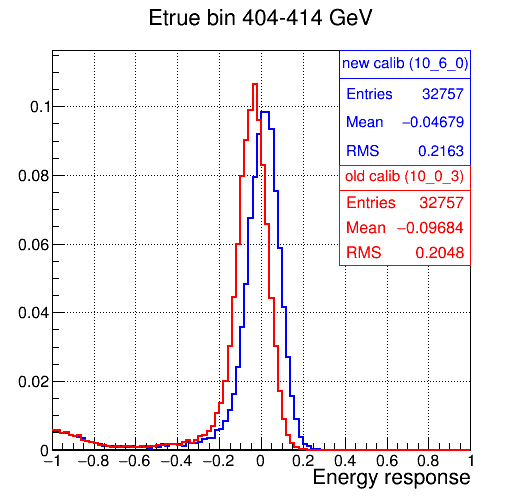 Etrue bin 404-414 GeV
new calib (10_6_0)
Entries 32757
Mean −0.04679
RMS 0.2163
old calib (10_0_3)
Entries 32757
Mean −0.09684
RMS 0.2048
0.1
0.08
0.06
0.04
0.02
0
−1 −0.8 −0.6 −0.4 −0.2 0 0.2 0.4 0.6 0.8 1
Energy response